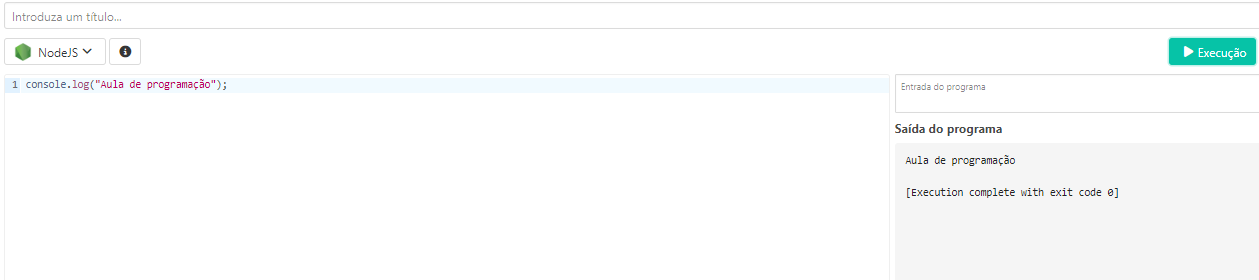 Introduza um título...
NodeJS
Execução
1 console.log("Aula de programação");
Entrada do programa
Saída do programa
Aula de programação
[Execution complete with exit code 0]